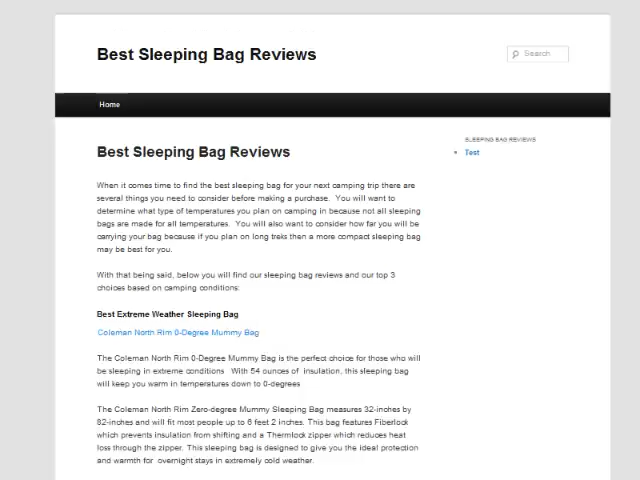 Best Sleeping Bag Reviews
Search
Home
Best Sleeping Bag Reviews
When it comes time to find the best sleeping bag for your next camping trip there are
several things you need to consider before making a purchase.  You will want to
determine what type of temperatures you plan on camping in because not all sleeping
bags are made for all temperatures.  You will also want to consider how far you will be
carrying your bag because if you plan on long treks then a more compact sleeping bag
may be best for you.
With that being said, below you will find our sleeping bag reviews and our top 3
choices based on camping conditions:
Best Extreme Weather Sleeping Bag
Coleman North Rim 0-Degree Mummy Bag
The Coleman North Rim 0-Degree Mummy Bag is the perfect choice for those who will
be sleeping in extreme conditions   With 54 ounces of  insulation, this sleeping bag
will keep you warm in temperatures down to 0-degrees
The Coleman North Rim Zero-degree Mummy Sleeping Bag measures 32-inches by
82-inches and will fit most people up to 6 feet 2 inches. This bag features Fiberlock
which prevents insulation from shifting and a Thermlock zipper which reduces heat
loss through the zipper. This sleeping bag is designed to give you the ideal protection
and warmth for  overnight stays in extremely cold weather.
SLEEPING BAG REVIEWS
Test